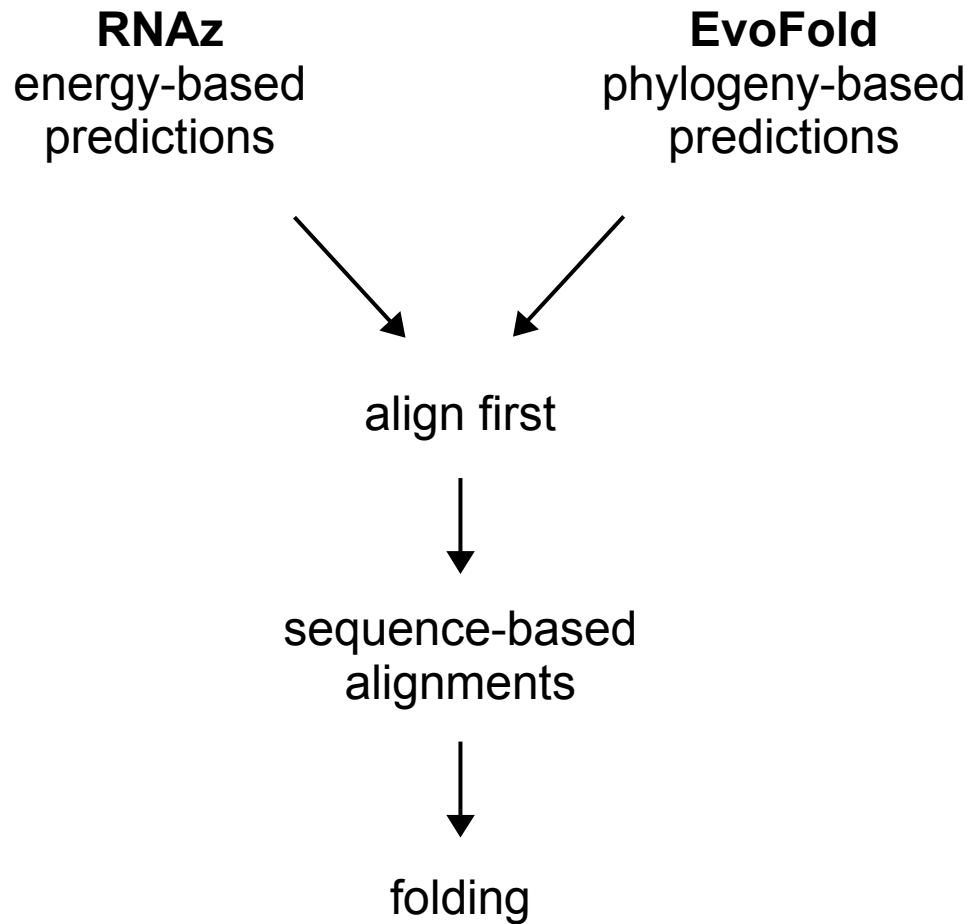 RNAz
energy-based
predictions
EvoFold
phylogeny-based
predictions
align first
sequence-based
alignments
folding